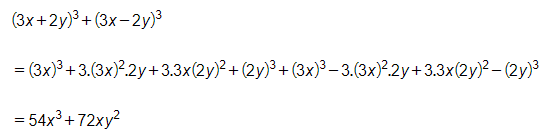 (3x+2y)³+(3x−2y)³
=(3x)³+3.(3x)².2y+3.3x(2y)²+(2y)³+(3x)³−3.(3x)².2y+3.3x(2y)²−(2y)³
=54x³+72xy²